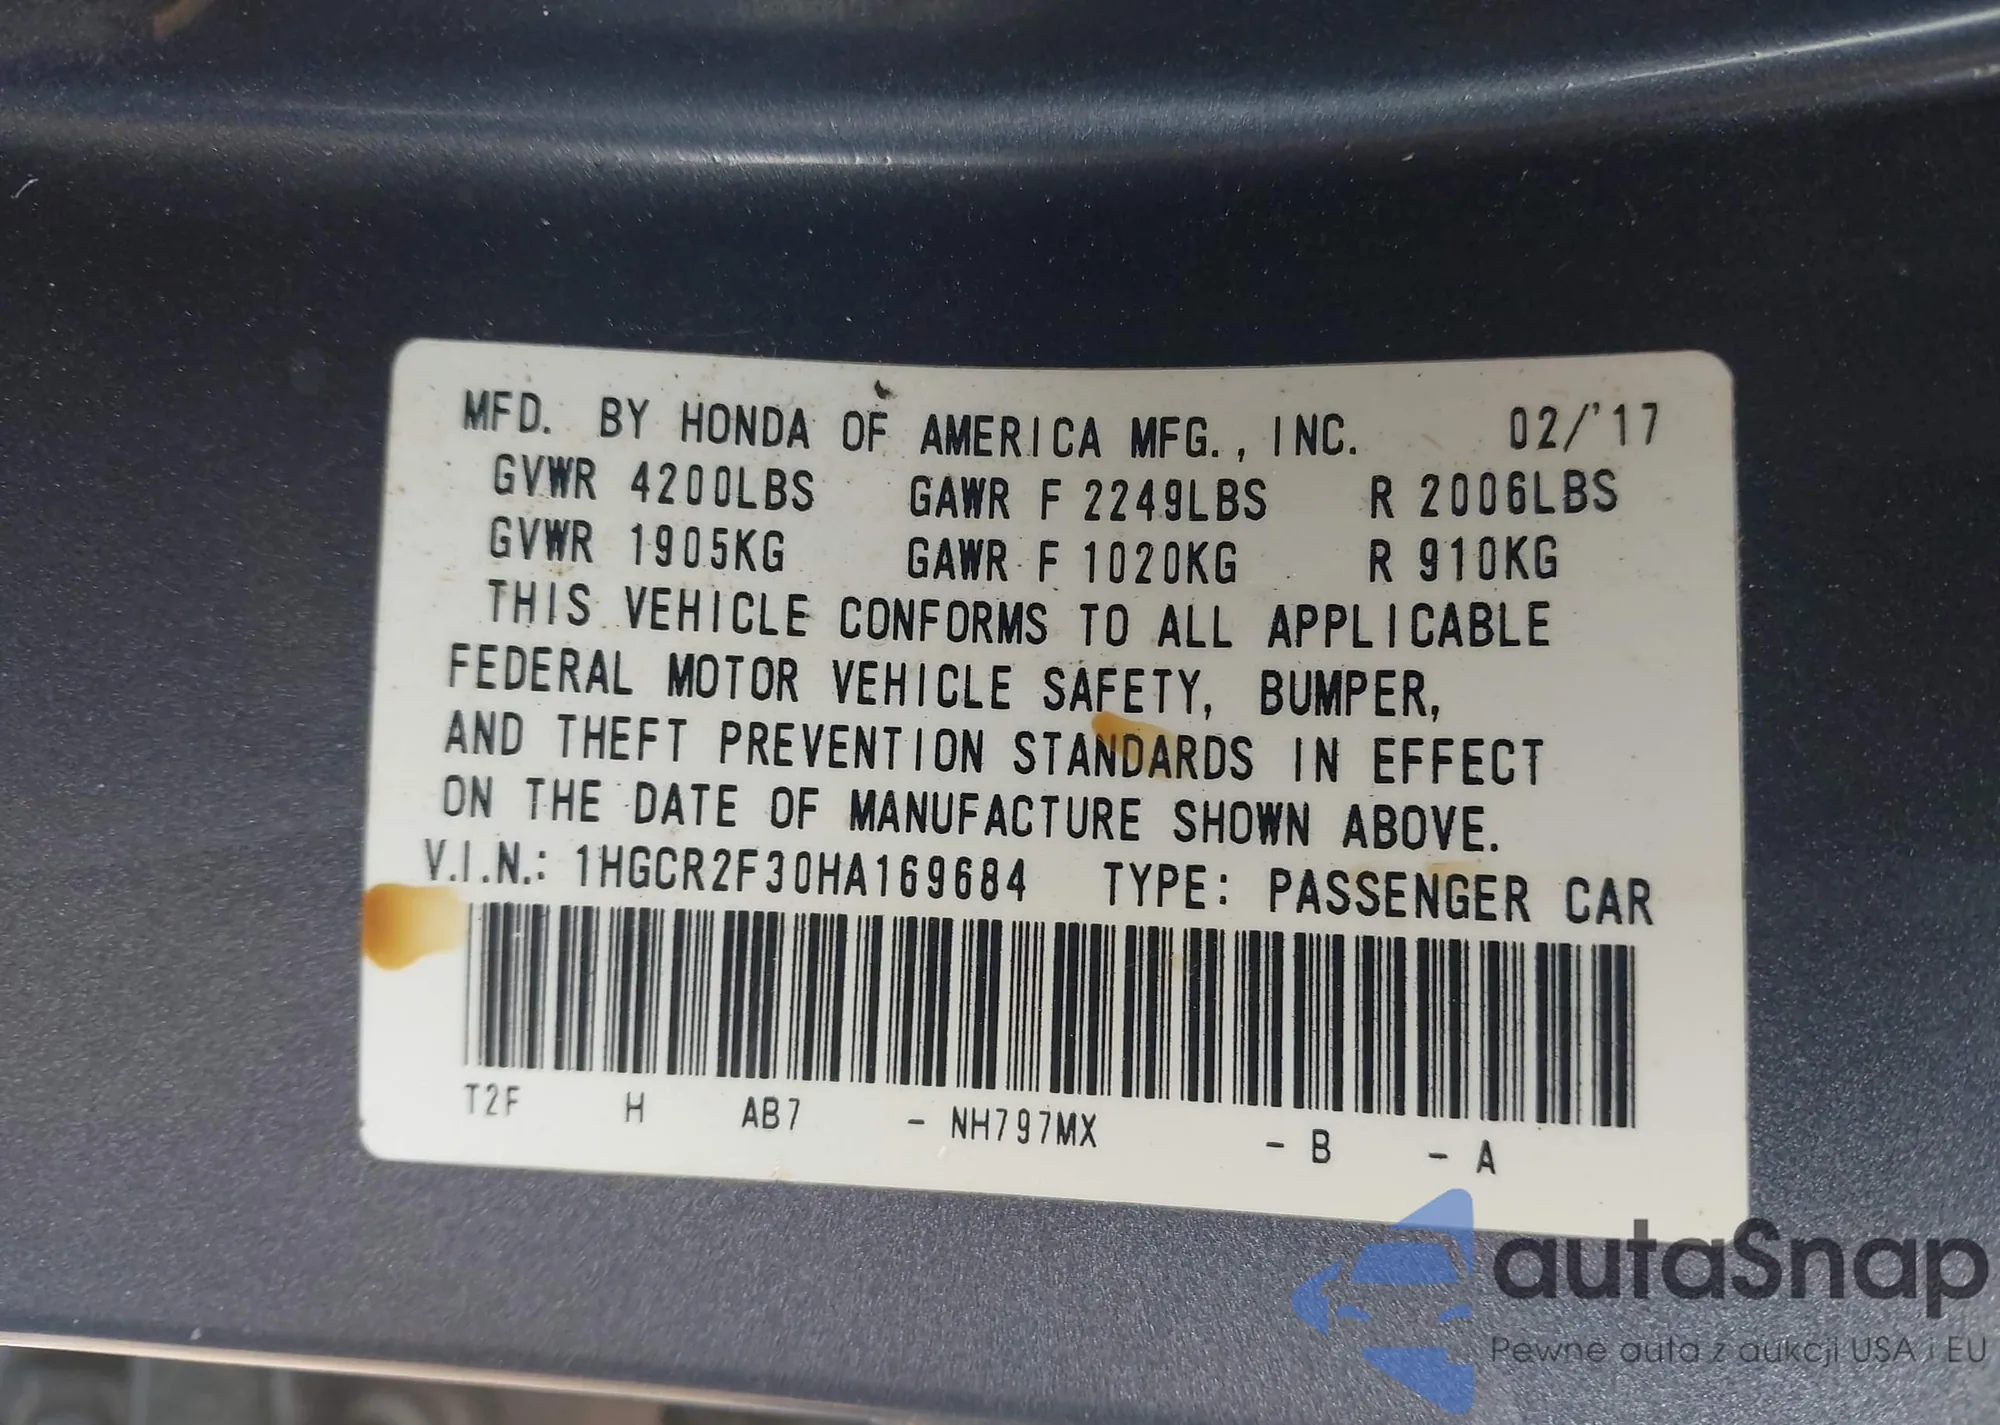 MFD. BY HONDA OF AMERICA MFG., INC. 02/'17
GVWR 4200LBS GAWR F 2249LBS R 2006LBS
GVWR 1905KG GAWR F 1020KG R 910KG
THIS VEHICLE CONFORMS TO ALL APPLICABLE
FEDERAL MOTOR VEHICLE SAFETY, BUMPER,
AND THEFT PREVENTION STANDARDS IN EFFECT
ON THE DATE OF MANUFACTURE SHOWN ABOVE.
V.I.N.: 1HGCR2F30HA169684 TYPE: PASSENGER CAR
T2F H AB7 - NH797MX - B - A
autaSnap
Pewne auta z aukcji USA i EU